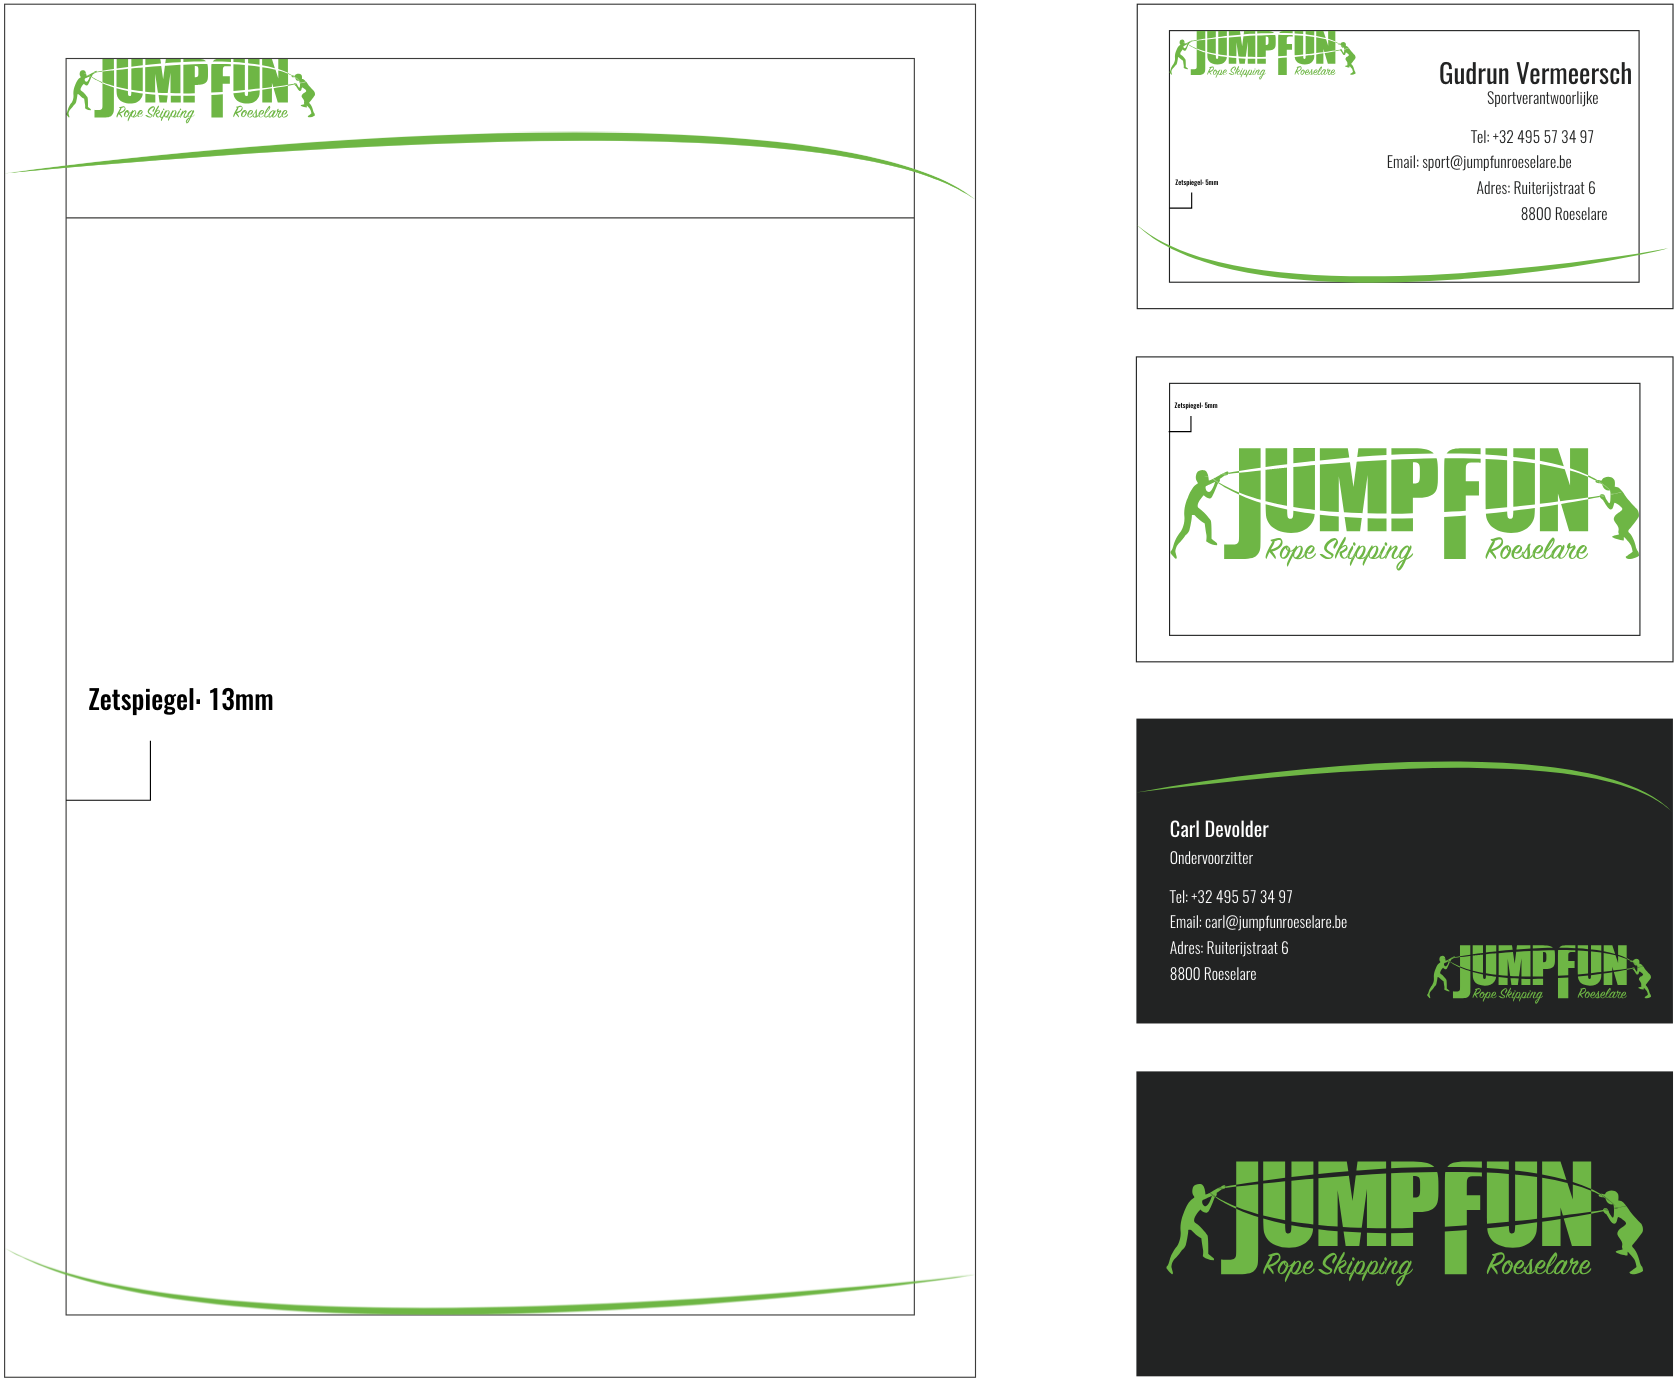 JUMPFUN
Rope Skipping Roeselare
Zetspiegel: 13mm
JUMPFUN
Rope Skipping Roeselare
Gudrun Vermeersch
Sportverantwoorlijke
Tel: +32 495 57 34 97
Email: sport@jumpfunroeselare.be
Adres: Ruiterijstraat 6
8800 Roeselare
Zetspiegel: 5mm
Zetspiegel: 5mm
JUMPFUN
Rope Skipping Roeselare
Carl Devolder
Ondervoorzitter
Tel: +32 495 57 34 97
Email: carl@jumpfunroeselare.be
Adres: Ruiterijstraat 6
8800 Roeselare
JUMPFUN
Rope Skipping Roeselare
JUMPFUN
Rope Skipping Roeselare